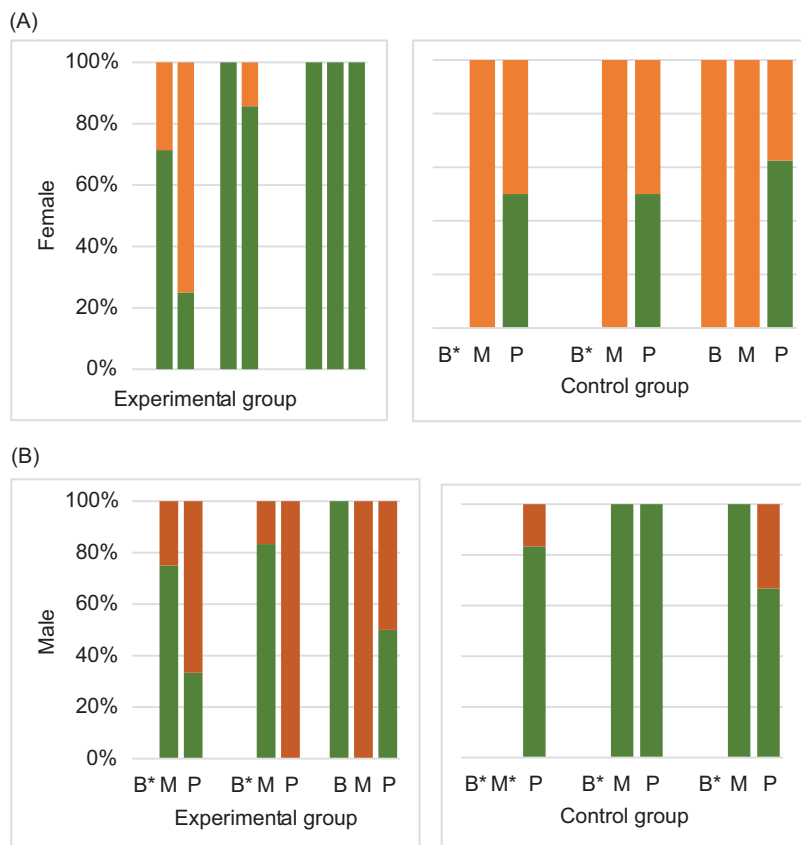 (A)
Female
100%
80%
60%
40%
20%
0%
Experimental group
B* M P B* M P B M P
Control group
(B)
Male
100%
80%
60%
40%
20%
0%
B* M P B* M P B M P
Experimental group
B* M* P B* M P B* M P
Control group